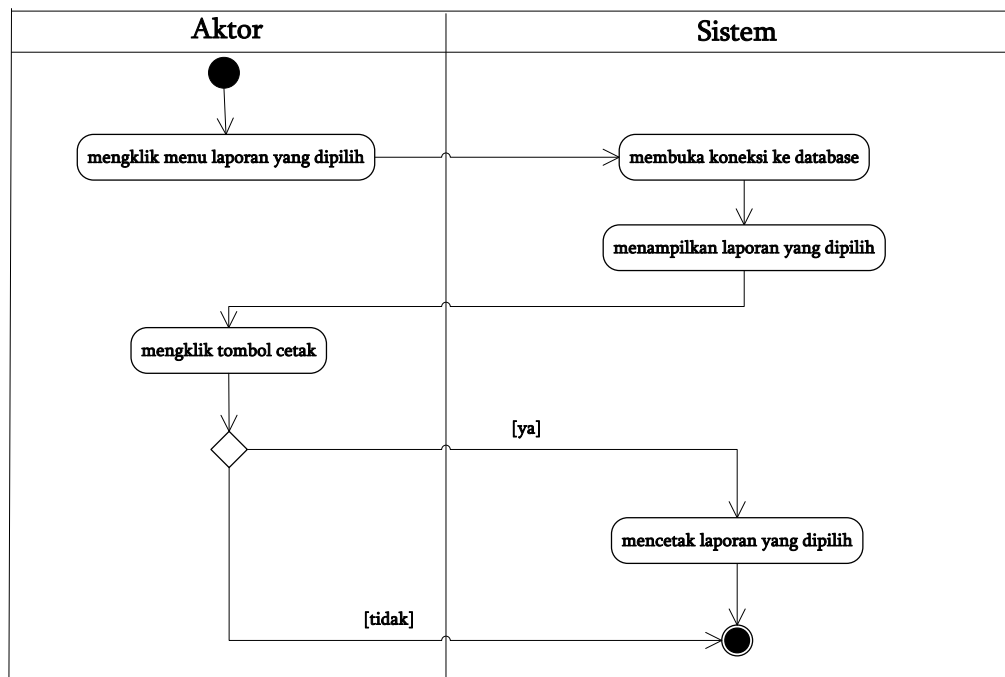 Aktor
Sistem
mengklik menu laporan yang dipilih
membuka koneksi ke database
menampilkan laporan yang dipilih
mengklik tombol cetak
[ya]
mencetak laporan yang dipilih
[tidak]